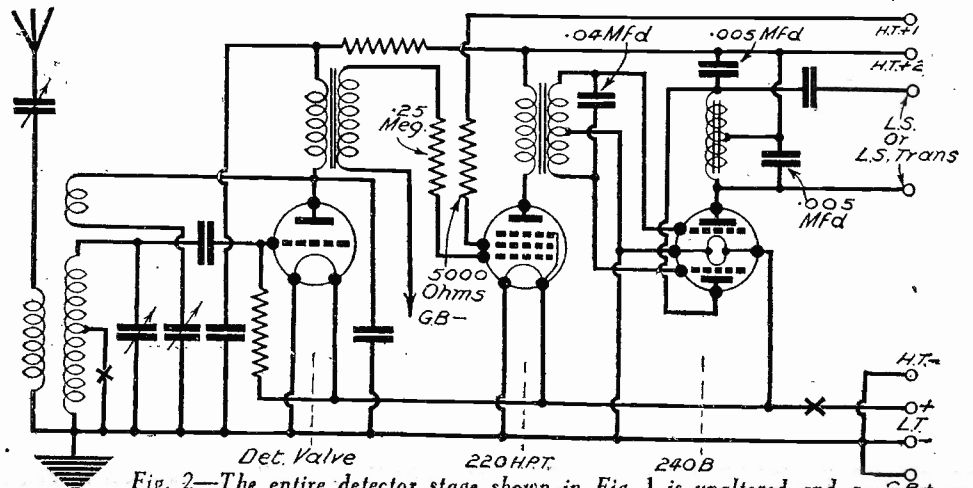 H.T.+1
.04 Mfd
.005 Mfd
H.T.+2
.25
Meg.
L.S.
Or
L.S. Trans
.005
Mfd
5000
Ohms
G.B-
H.T.-
+
L.T.
-
Det. Valve
220 H.P.T.
240B
G.B+
Fig. 2—The entire detector stage shown in Fig. 1 is unaltered and a